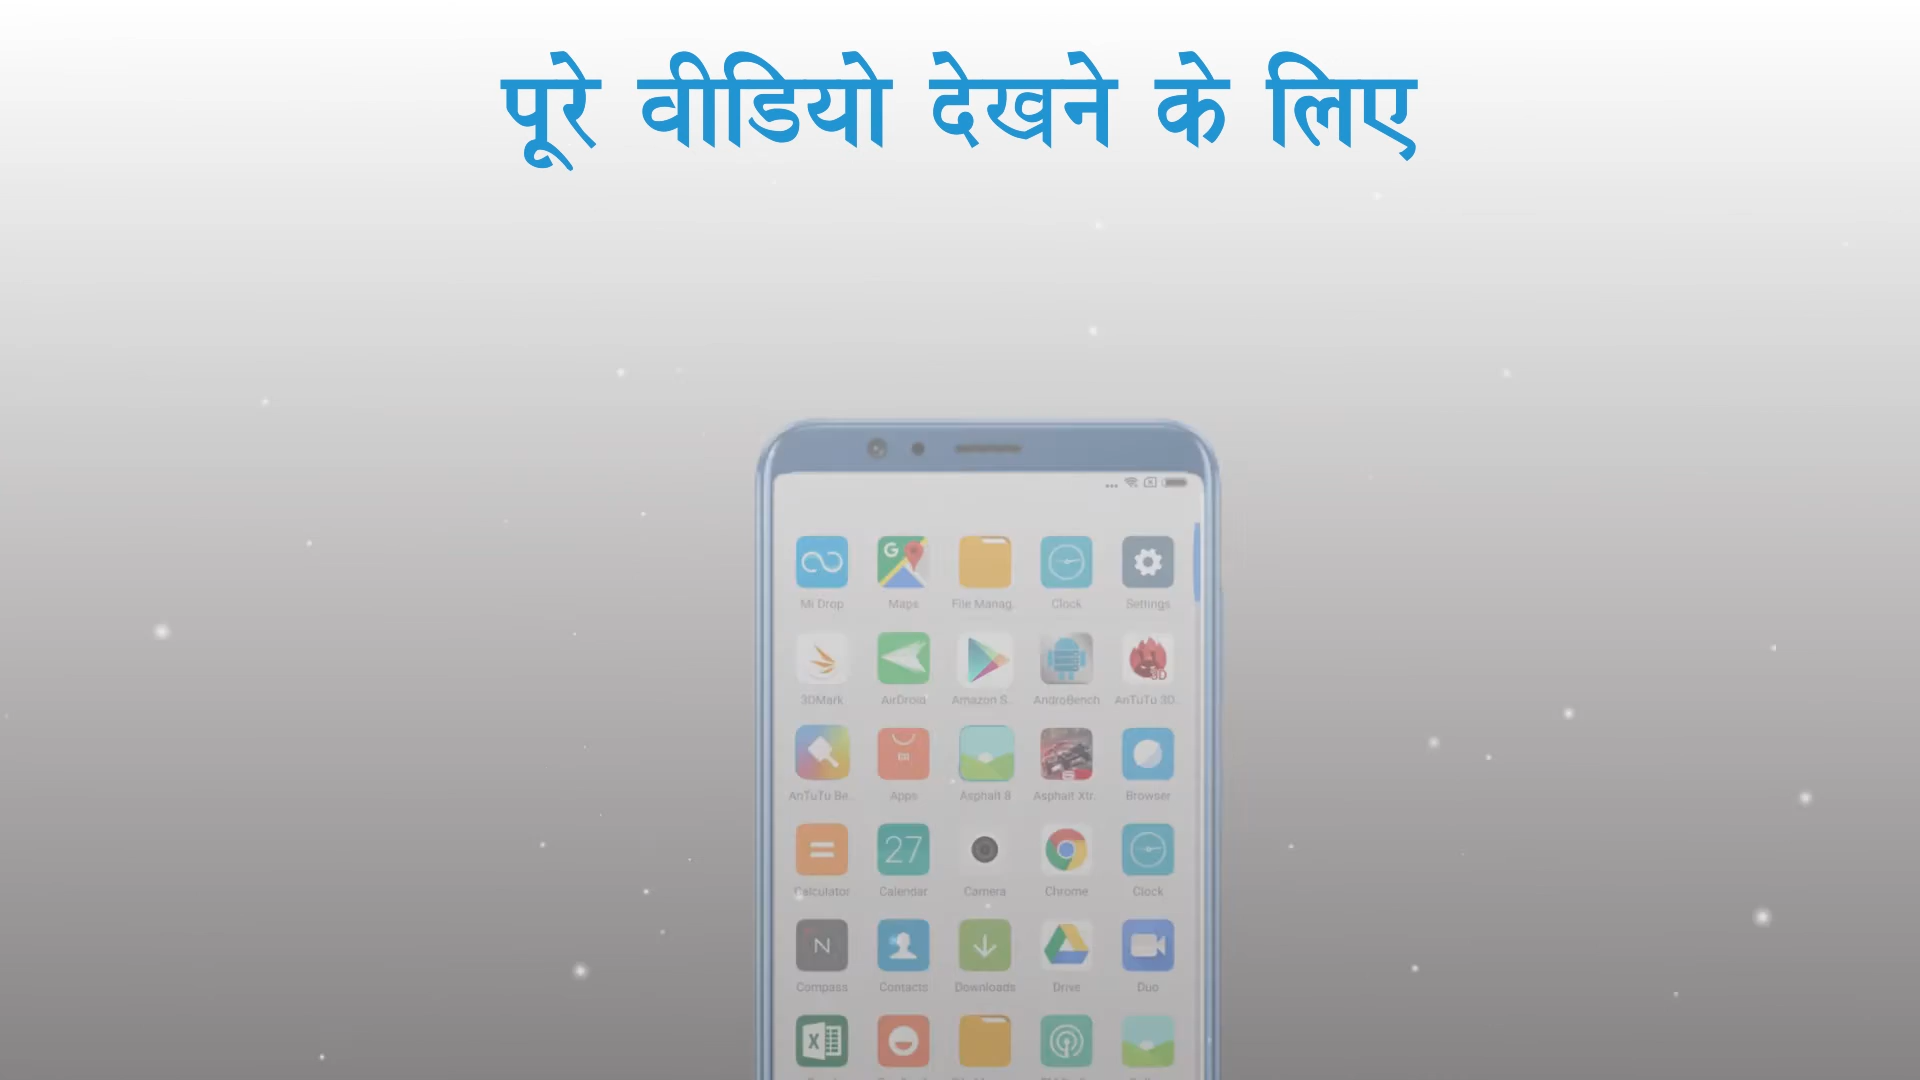 पूरे वीडियो देखने के लिए
Mi Drop Maps File Manag. Clock Settings
3DMark AirDroid Amazon S... AndroBench AnTuTu 3D.
AnTuTu Be.. Apps Asphalt 8 Asphalt Xtr. Browser
27
Calculator Calendar Camera Chrome Clock
N
Compass Contacts Downloads Drive Duo